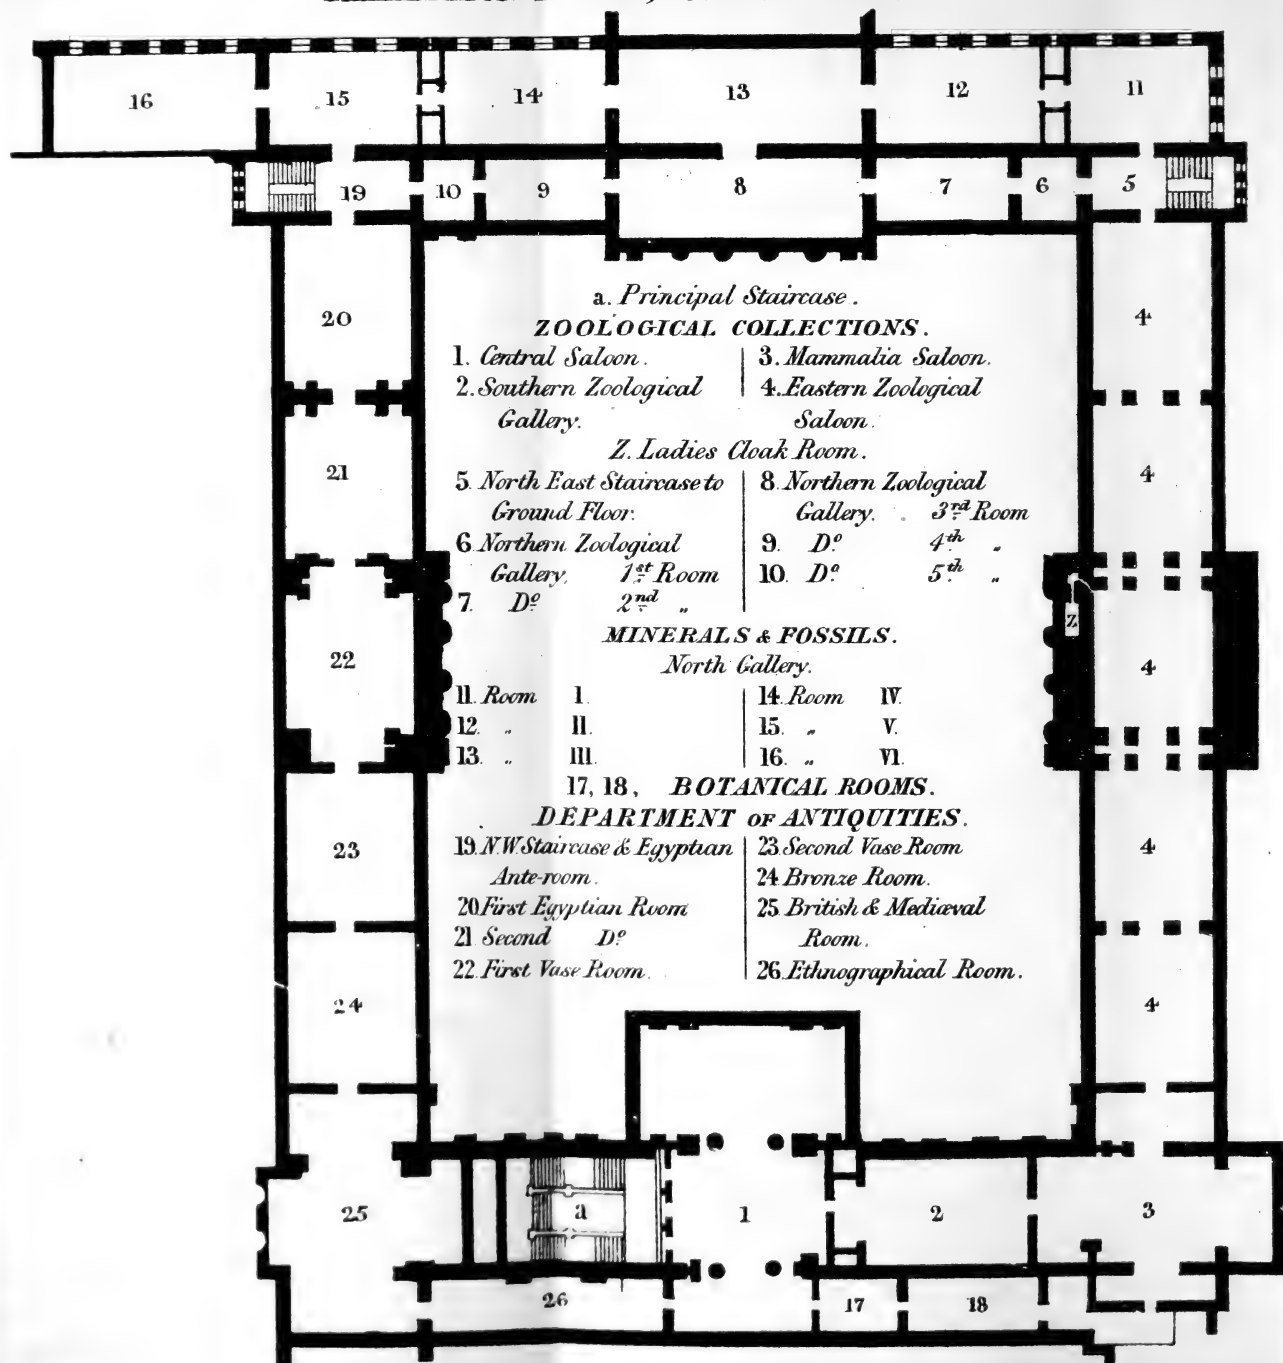 16 15 14 13 12 11
19 10 9 8 7 6 5
a. Principal Staircase.
ZOOLOGICAL COLLECTIONS.
1. Central Saloon.
2. Southern Zoological
Gallery.
3. Mammalia Saloon.
4. Eastern Zoological
Saloon.
Z. Ladies Cloak Room.
5. North East Staircase to
Ground Floor.
6 Northern Zoological
Gallery, 1st Room
7. Do 2nd „
8. Northern Zoological
Gallery. 3rd Room
9. Do 4th „
10. Do 5th „
MINERALS & FOSSILS.
North Gallery.
11. Room I.
12. „ II.
13. „ III.
14. Room IV.
15. „ V.
16. „ VI.
17, 18, BOTANICAL ROOMS.
DEPARTMENT OF ANTIQUITIES.
19. N.W. Staircase & Egyptian
Ante-room.
20 First Egyptian Room
21 Second Do
22. First Vase Room.
23 Second Vase Room
24 Bronze Room.
25 British & Mediæval
Room.
26 Ethnographical Room.
20
21
22
23
24
4
4
Z
4
4
4
25 a 1 2 3
26 17 18